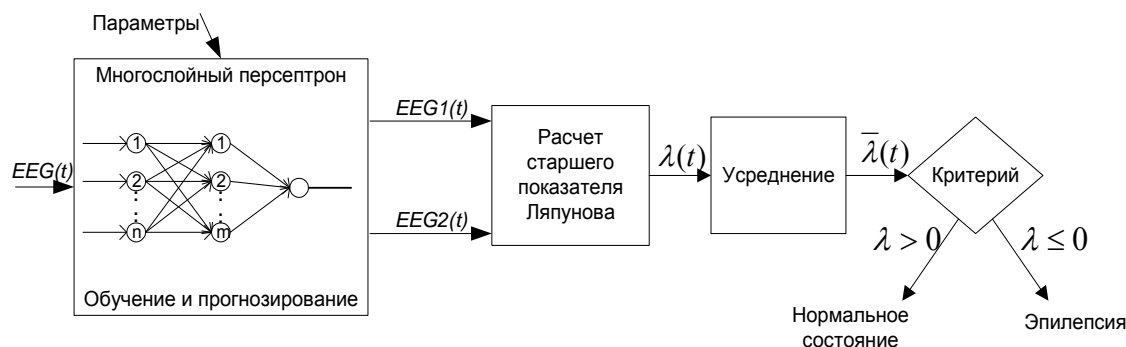 Параметры
Многослойный персептрон
1
1
EEG(t)
2
2
n
m
Обучение и прогнозирование
EEG1(t)
EEG2(t)
Расчет
старшего
показателя
Ляпунова
λ(t)
Усреднение
λ̅(t)
Критерий
λ > 0
λ ≤ 0
Нормальное
состояние
Эпилепсия